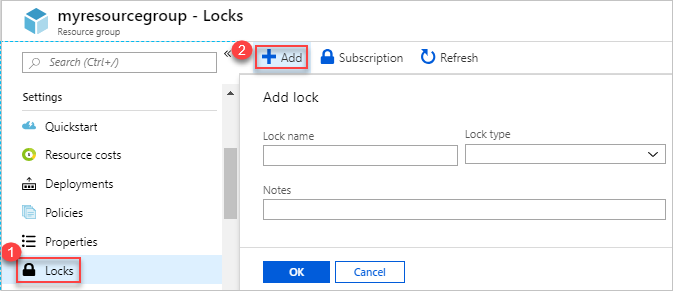 myresourcegroup - Locks
Resource group
Search (Ctrl+/)
«
2
Add
Subscription
Refresh
Settings
Quickstart
Resource costs
Deployments
Policies
Properties
1
Locks
Add lock
Lock name
Lock type
Notes
OK
Cancel